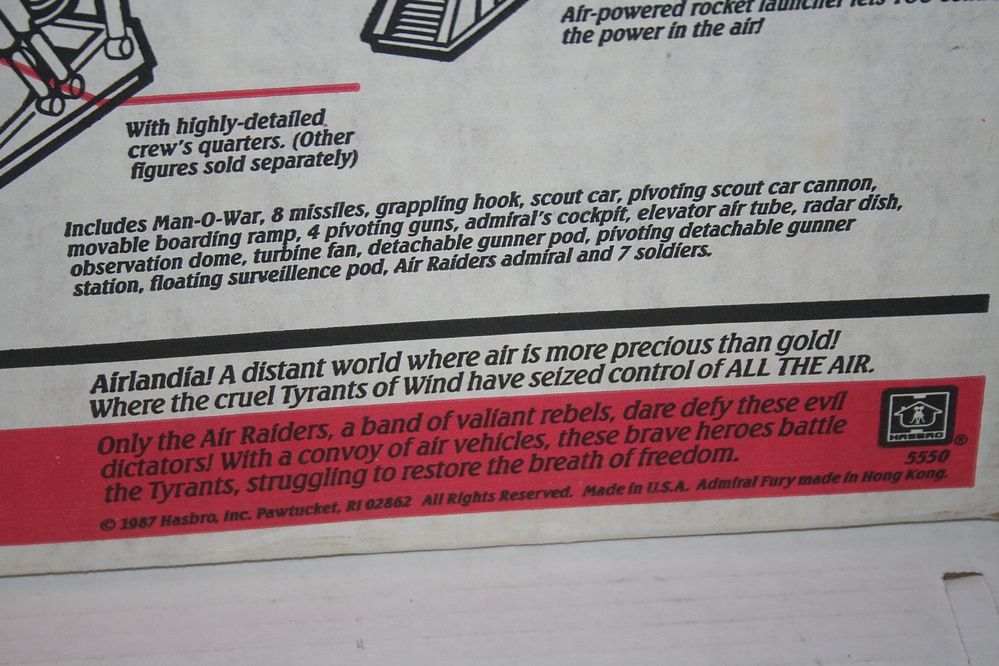 Air-powered rocket launcher lets YOU
the power in the air!
With highly-detailed
crew's quarters. (Other
figures sold separately)
Includes Man-O-War, 8 missiles, grappling hook, scout car, pivoting scout car cannon,
movable boarding ramp, 4 pivoting guns, admiral's cockpit, elevator air tube, radar dish,
observation dome, turbine fan, detachable gunner pod, pivoting detachable gunner
station, floating surveillence pod, Air Raiders admiral and 7 soldiers.
Airlandia! A distant world where air is more precious than gold!
Where the cruel Tyrants of Wind have seized control of ALL THE AIR.
Only the Air Raiders, a band of valiant rebels, dare defy these evil
dictators! With a convoy of air vehicles, these brave heroes battle
the Tyrants, struggling to restore the breath of freedom.
HASBRO ®
5550
© 1987 Hasbro, Inc. Pawtucket, RI 02862 All Rights Reserved. Made in U.S.A. Admiral Fury made in Hong Kong.